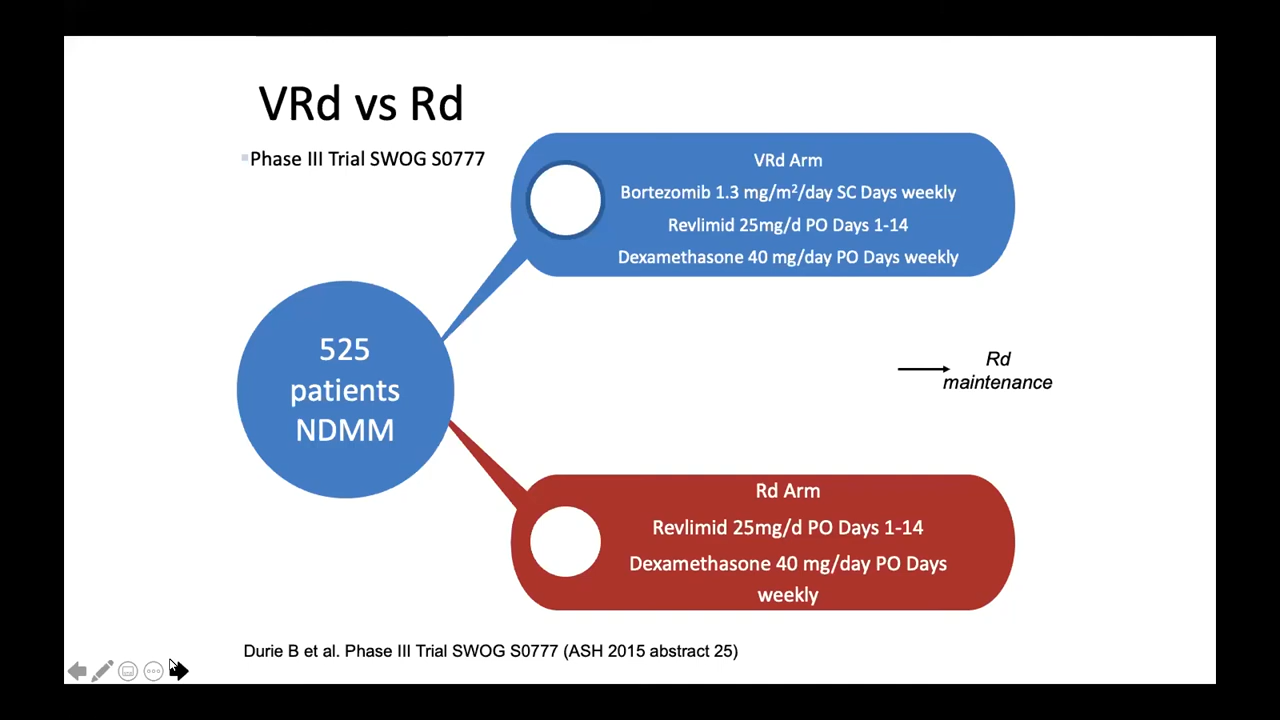 VRd vs Rd
Phase III Trial SWOG S0777
VRd Arm
Bortezomib 1.3 mg/m²/day SC Days weekly
Revlimid 25mg/d PO Days 1-14
Dexamethasone 40 mg/day PO Days weekly
525
patients
NDMM
Rd
maintenance
Rd Arm
Revlimid 25mg/d PO Days 1-14
Dexamethasone 40 mg/day PO Days
weekly
Durie B et al. Phase III Trial SWOG S0777 (ASH 2015 abstract 25)